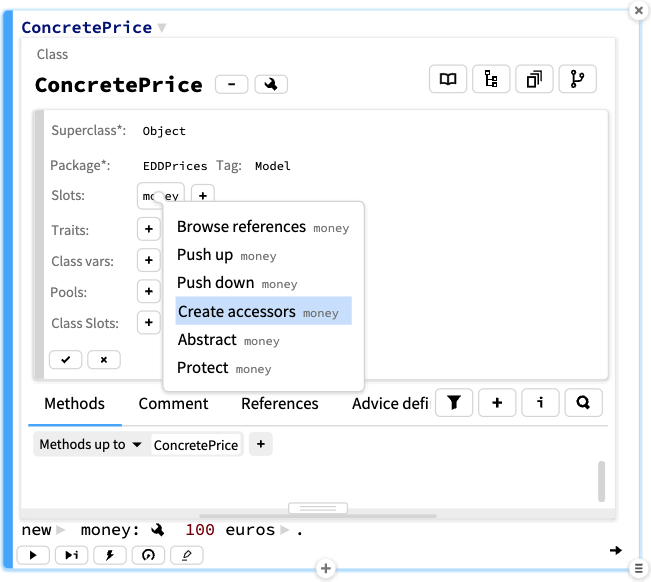 ConcretePrice
Class
ConcretePrice
Superclass*: Object
Package*: EDDPrices Tag: Model
Slots: money +
Traits: +
Class vars: +
Pools: +
Class Slots: +
Browse references money
Push up money
Push down money
Create accessors money
Abstract money
Protect money
Methods Comment References Advice defi
Methods up to ConcretePrice +
new money: 100 euros .